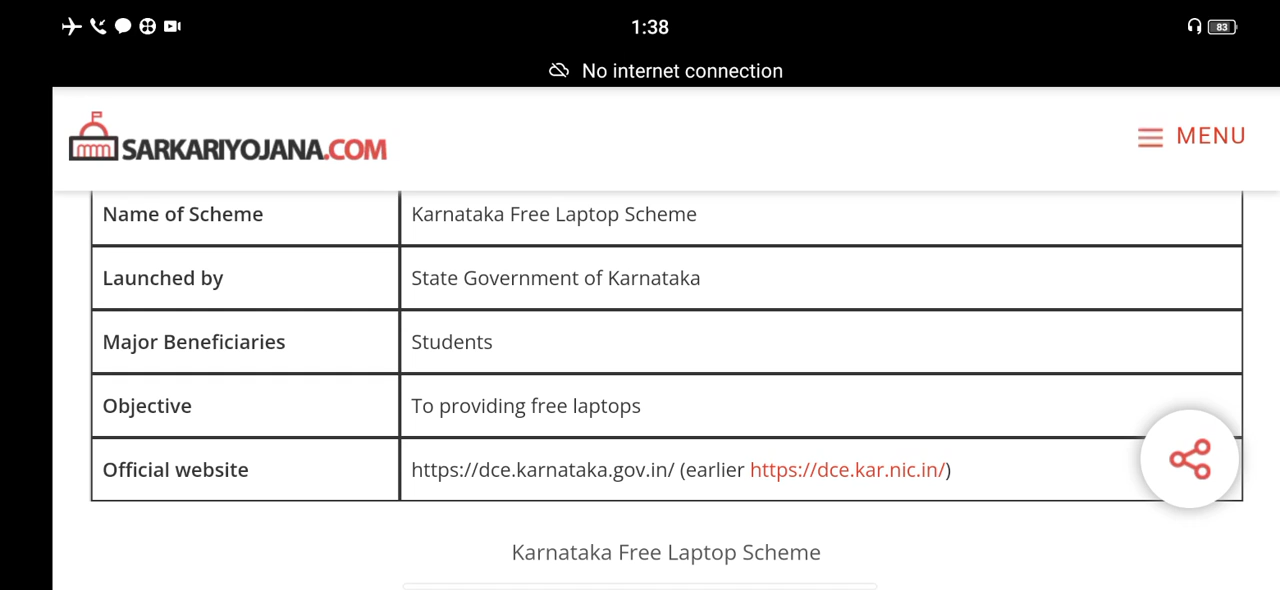 1:38
83
No internet connection
SARKARIYOJANA.COM
MENU
Name of Scheme Karnataka Free Laptop Scheme
Launched by State Government of Karnataka
Major Beneficiaries Students
Objective To providing free laptops
Official website https://dce.karnataka.gov.in/ (earlier https://dce.kar.nic.in/)
Karnataka Free Laptop Scheme